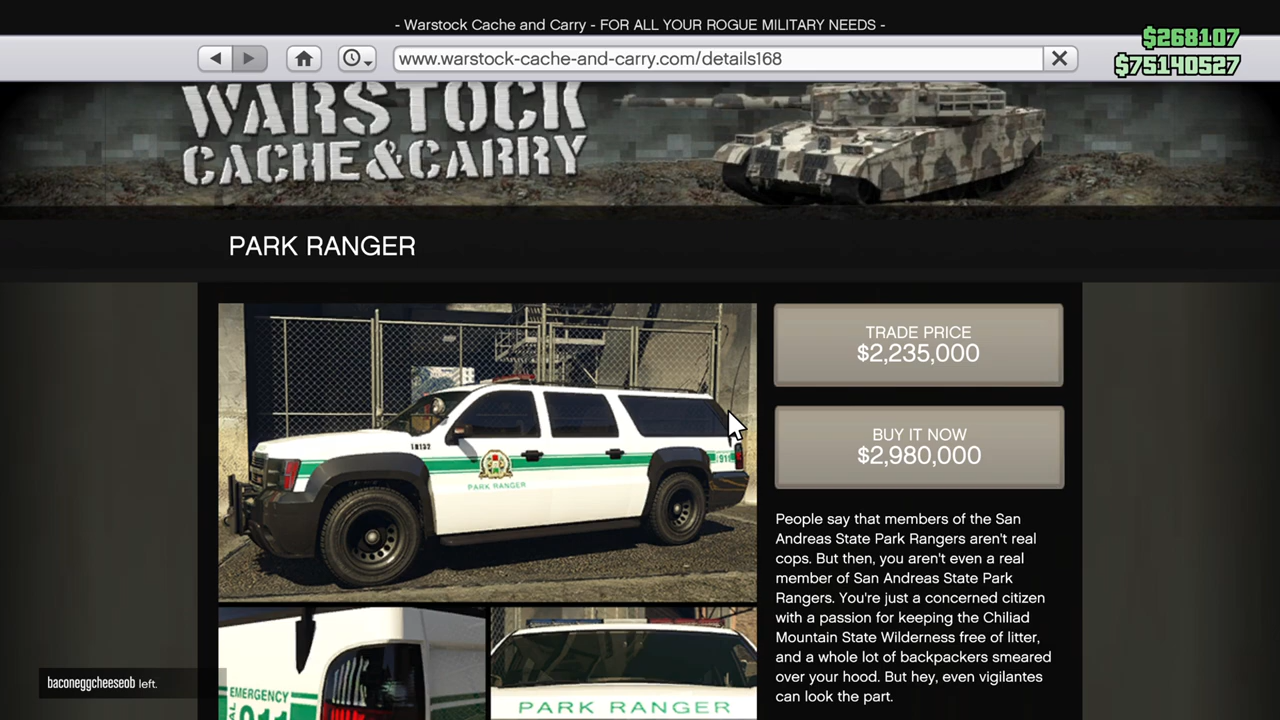 - Warstock Cache and Carry - FOR ALL YOUR ROGUE MILITARY NEEDS -
$268107
www.warstock-cache-and-carry.com/details168
$75140527
WARSTOCK
CACHE&CARRY
PARK RANGER
TRADE PRICE
$2,235,000
BUY IT NOW
$2,980,000
People say that members of the San
Andreas State Park Rangers aren't real
cops. But then, you aren't even a real
member of San Andreas State Park
Rangers. You're just a concerned citizen
with a passion for keeping the Chiliad
Mountain State Wilderness free of litter,
and a whole lot of backpackers smeared
over your hood. But hey, even vigilantes
can look the part.
PARK RANGER
911
EMERGENCY
911
PARK RANGER
baconeggcheeseob left.